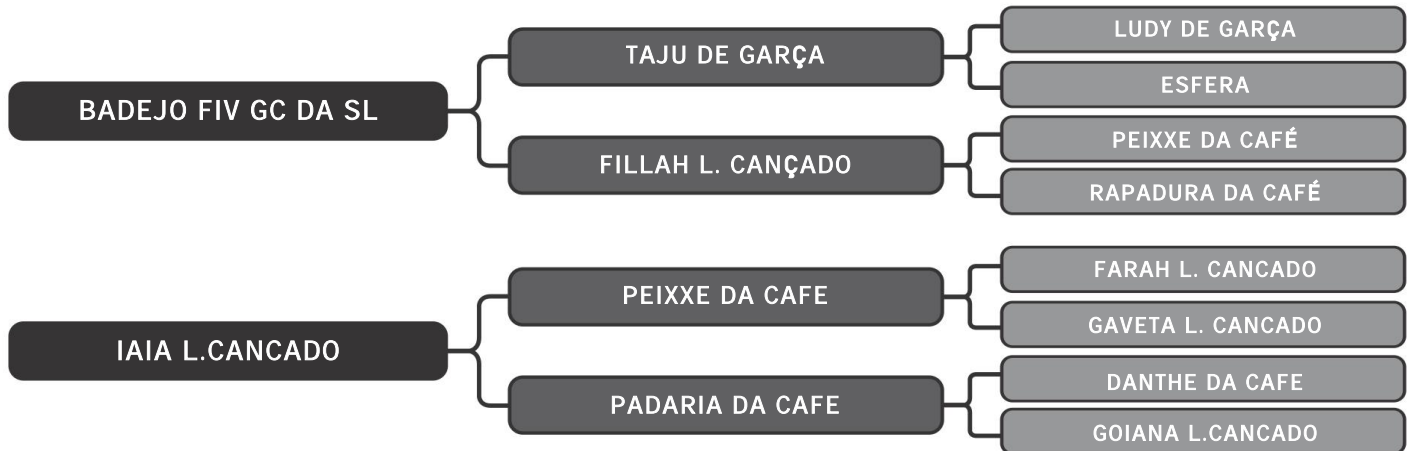 BADEJO FIV GC DA SL
TAJU DE GARÇA
LUDY DE GARÇA
ESFERA
FILLAH L. CANÇADO
PEIXXE DA CAFÉ
RAPADURA DA CAFÉ
IAIA L.CANCADO
PEIXXE DA CAFE
FARAH L. CANCADO
GAVETA L. CANCADO
PADARIA DA CAFE
DANTHE DA CAFE
GOIANA L.CANCADO